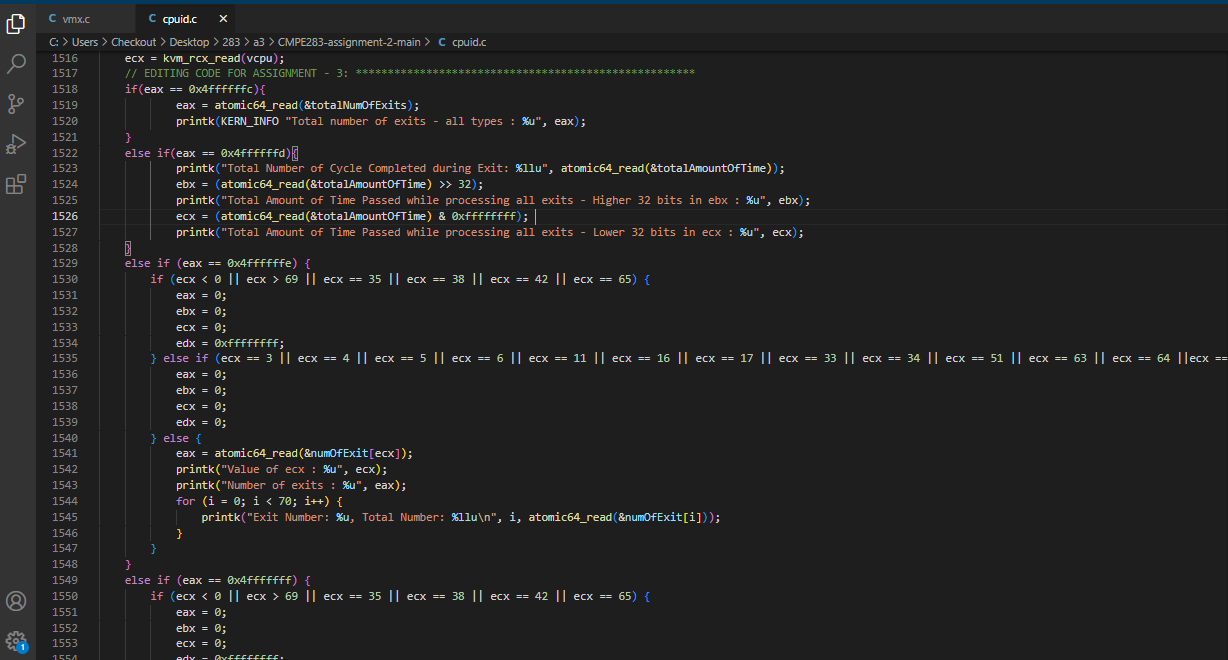 C vmx.c C cpuid.c ×
C: > Users > Checkout > Desktop > 283 > a3 > CMPE283-assignment-2-main > C cpuid.c
1516 ecx = kvm_rcx_read(vcpu);
1517 // EDITING CODE FOR ASSIGNMENT - 3: *****************************************************
1518 if(eax == 0x4ffffffc){
1519 eax = atomic64_read(&totalNumOfExits);
1520 printk(KERN_INFO "Total number of exits - all types : %u", eax);
1521 }
1522 else if(eax == 0x4ffffffd){
1523 printk("Total Number of Cycle Completed during Exit: %llu", atomic64_read(&totalAmountOfTime));
1524 ebx = (atomic64_read(&totalAmountOfTime) >> 32);
1525 printk("Total Amount of Time Passed while processing all exits - Higher 32 bits in ebx : %u", ebx);
1526 ecx = (atomic64_read(&totalAmountOfTime) & 0xffffffff);
1527 printk("Total Amount of Time Passed while processing all exits - Lower 32 bits in ecx : %u", ecx);
1528 }
1529 else if (eax == 0x4ffffffe) {
1530 if (ecx < 0 || ecx > 69 || ecx == 35 || ecx == 38 || ecx == 42 || ecx == 65) {
1531 eax = 0;
1532 ebx = 0;
1533 ecx = 0;
1534 edx = 0xffffffff;
1535 } else if (ecx == 3 || ecx == 4 || ecx == 5 || ecx == 6 || ecx == 11 || ecx == 16 || ecx == 17 || ecx == 33 || ecx == 34 || ecx == 51 || ecx == 63 || ecx == 64 ||ecx ==
1536 eax = 0;
1537 ebx = 0;
1538 ecx = 0;
1539 edx = 0;
1540 } else {
1541 eax = atomic64_read(&numOfExit[ecx]);
1542 printk("Value of ecx : %u", ecx);
1543 printk("Number of exits : %u", eax);
1544 for (i = 0; i < 70; i++) {
1545 printk("Exit Number: %u, Total Number: %llu\n", i, atomic64_read(&numOfExit[i]));
1546 }
1547 }
1548 }
1549 else if (eax == 0x4fffffff) {
1550 if (ecx < 0 || ecx > 69 || ecx == 35 || ecx == 38 || ecx == 42 || ecx == 65) {
1551 eax = 0;
1552 ebx = 0;
1553 ecx = 0;
1554 edx = 0xffffffff;
1